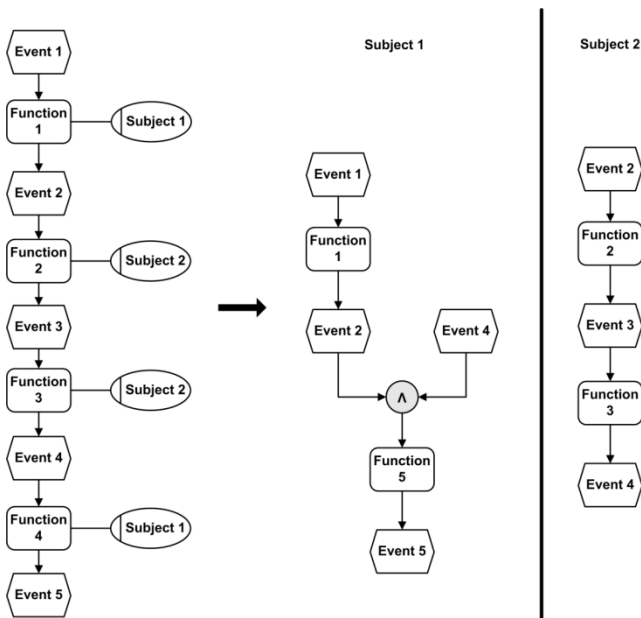 Event 1
Function
1
Subject 1
Event 2
Function
2
Subject 2
Event 3
Function
3
Subject 2
Event 4
Function
4
Subject 1
Event 5
Subject 1
Event 1
Function
1
Event 2
Event 4
∧
Function
5
Event 5
Subject 2
Event 2
Function
2
Event 3
Function
3
Event 4